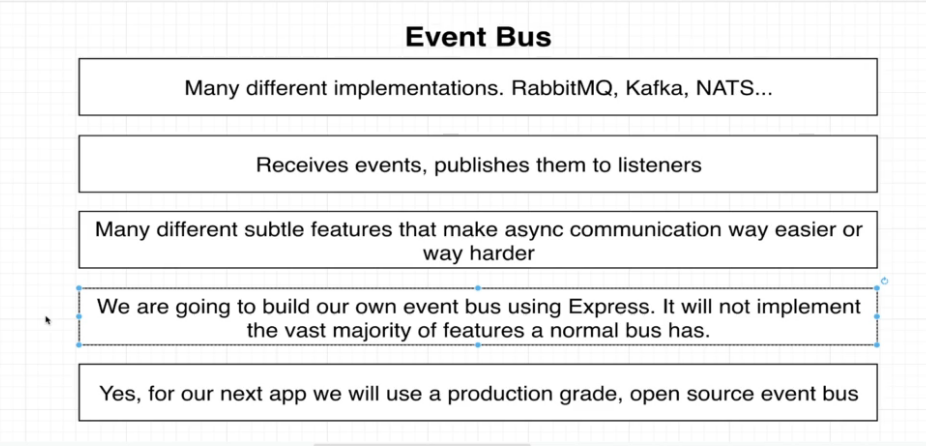 Event Bus
Many different implementations. RabbitMQ, Kafka, NATS...
Receives events, publishes them to listeners
Many different subtle features that make async communication way easier or
way harder
We are going to build our own event bus using Express. It will not implement
the vast majority of features a normal bus has.
Yes, for our next app we will use a production grade, open source event bus